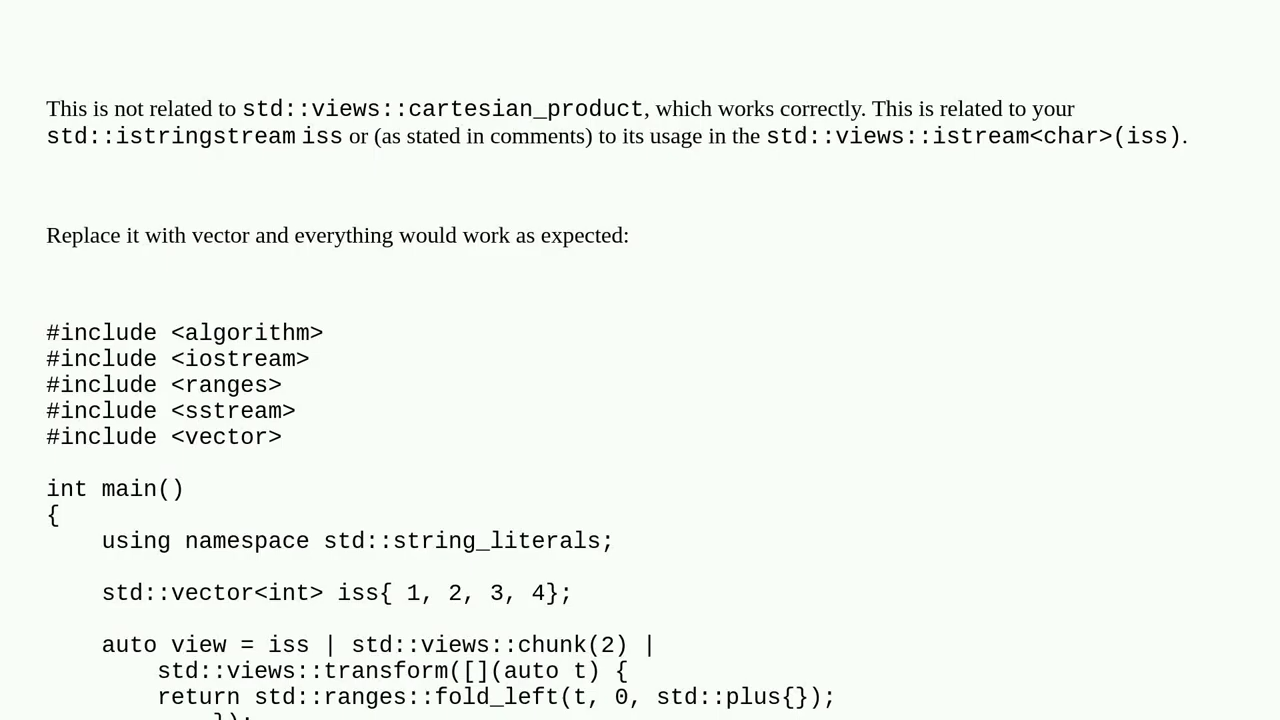 This is not related to std::views::cartesian_product, which works correctly. This is related to your
std::istringstream iss or (as stated in comments) to its usage in the std::views::istream<char>(iss).
Replace it with vector and everything would work as expected:
#include <algorithm>
#include <iostream>
#include <ranges>
#include <sstream>
#include <vector>
int main()
{
    using namespace std::string_literals;
    std::vector<int> iss{ 1, 2, 3, 4};
    auto view = iss | std::views::chunk(2) |
        std::views::transform([](auto t) {
        return std::ranges::fold_left(t, 0, std::plus{});
            });